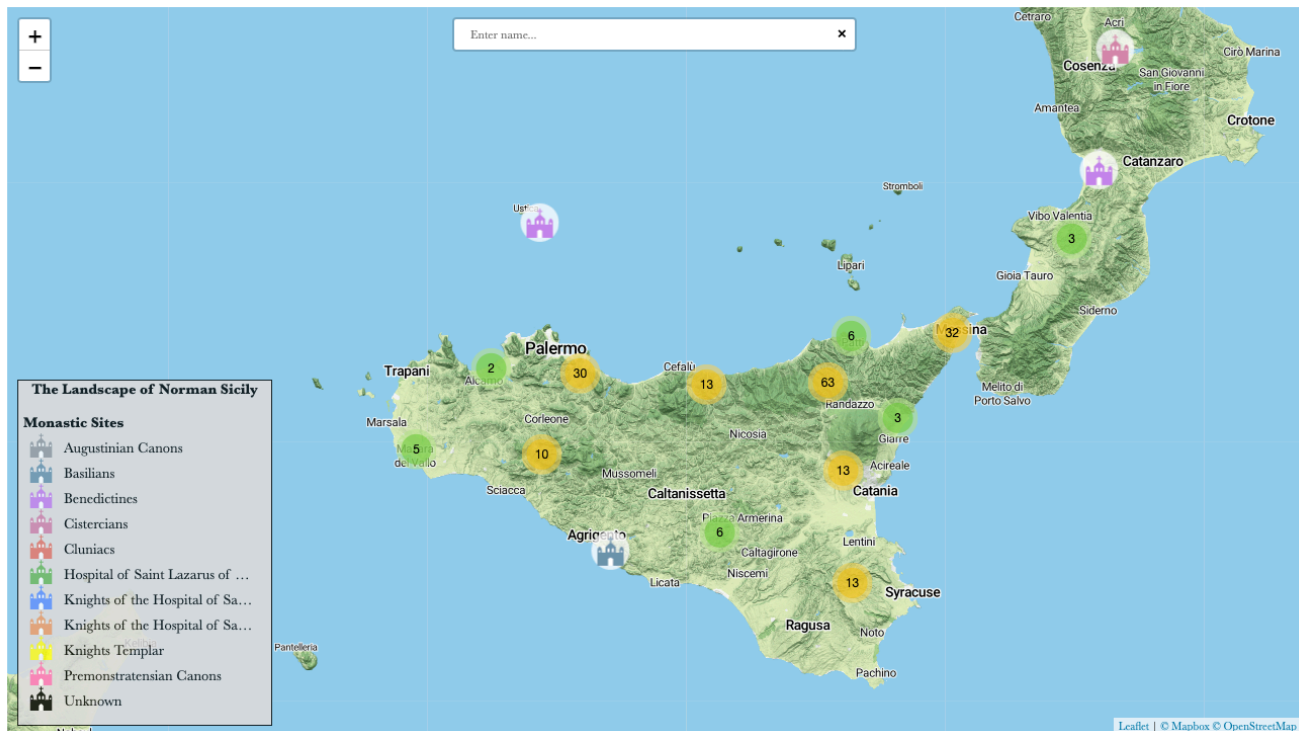 +
−
Enter name...
×
Cetraro
Acri
Cosenza
Cirò Marina
San Giovanni
in Fiore
Amantea
Crotone
Catanzaro
Stromboli
Vibo Valentia
3
Lipari
Gioia Tauro
Siderno
6
32
Palermo
2
30
Cefalù
13
63
Trapani
Randazzo
Melito di
Porto Salvo
Marsala
Corleone
3
Giarre
Nicosia
5
del Vallo
10
Mussomeli
13
Acireale
Sciacca
Caltanissetta
Catania
Piazza Armerina
6
Agrigento
Lentini
Caltagirone
Niscemi
Licata
13
Syracuse
Ragusa
Noto
Pantelleria
Pachino
The Landscape of Norman Sicily
Monastic Sites
Augustinian Canons
Basilians
Benedictines
Cistercians
Cluniacs
Hospital of Saint Lazarus of …
Knights of the Hospital of Sa…
Knights of the Hospital of Sa…
Knights Templar
Premonstratensian Canons
Unknown
Leaflet | © Mapbox © OpenStreetMap